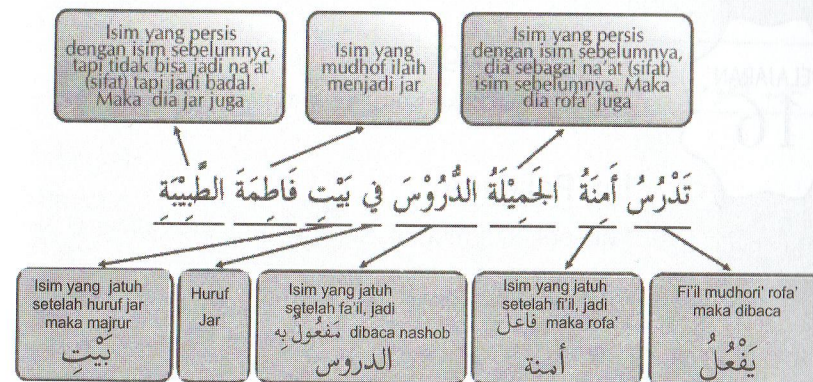 Isim yang persis
dengan isim sebelumnya,
tapi tidak bisa jadi na'at
(sifat) tapi jadi badal.
Maka dia jar juga
Isim yang
mudhof ilaih
menjadi jar
Isim yang persis
dengan isim sebelumnya,
dia sebagai na'at (sifat)
isim sebelumnya. Maka
dia rofa' juga
تَدْرُسُ أَمِنَةُ الجَمِيْلَةُ الدُّرُوْسَ فِي بَيْتِ فَاطِمَةَ الطَّبِيْبَةِ
Isim yang jatuh
setelah huruf jar
maka majrur
بَيْتِ
Huruf
Jar
Isim yang jatuh
setelah fa'il, jadi
مَفْعُولٌ بِه dibaca nashob
الدروس
Isim yang jatuh
setelah fi'il, jadi
فاعل maka rofa'
أمنة
Fi'il mudhori' rofa'
maka dibaca
يَفْعُلُ
ELAJARAN
16